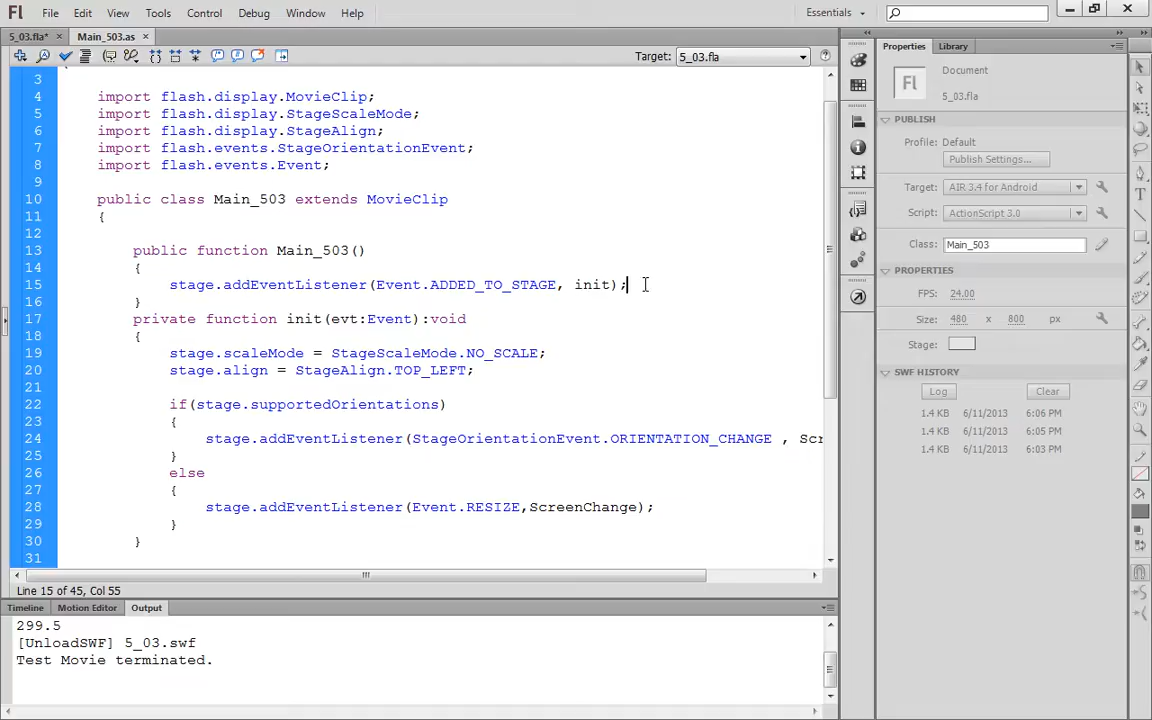 Fl File Edit View Tools Control Debug Window Help Essentials
5_03.fla* × Main_503.as ×
Target: 5_03.fla
3
4 import flash.display.MovieClip;
5 import flash.display.StageScaleMode;
6 import flash.display.StageAlign;
7 import flash.events.StageOrientationEvent;
8 import flash.events.Event;
9
10 public class Main_503 extends MovieClip
11 {
12
13 public function Main_503()
14 {
15 stage.addEventListener(Event.ADDED_TO_STAGE, init);
16 }
17 private function init(evt:Event):void
18 {
19 stage.scaleMode = StageScaleMode.NO_SCALE;
20 stage.align = StageAlign.TOP_LEFT;
21
22 if(stage.supportedOrientations)
23 {
24 stage.addEventListener(StageOrientationEvent.ORIENTATION_CHANGE , Scr
25 }
26 else
27 {
28 stage.addEventListener(Event.RESIZE,ScreenChange);
29 }
30 }
31
Line 15 of 45, Col 55
Timeline Motion Editor Output
299.5
[UnloadSWF] 5_03.swf
Test Movie terminated.
Properties Library
Fl
Document
5_03.fla
PUBLISH
Profile: Default
Publish Settings...
Target: AIR 3.4 for Android
Script: ActionScript 3.0
Class: Main_503
PROPERTIES
FPS: 24.00
Size: 480 x 800 px
Stage:
SWF HISTORY
Log Clear
1.4 KB 6/11/2013 6:06 PM
1.4 KB 6/11/2013 6:05 PM
1.4 KB 6/11/2013 6:03 PM